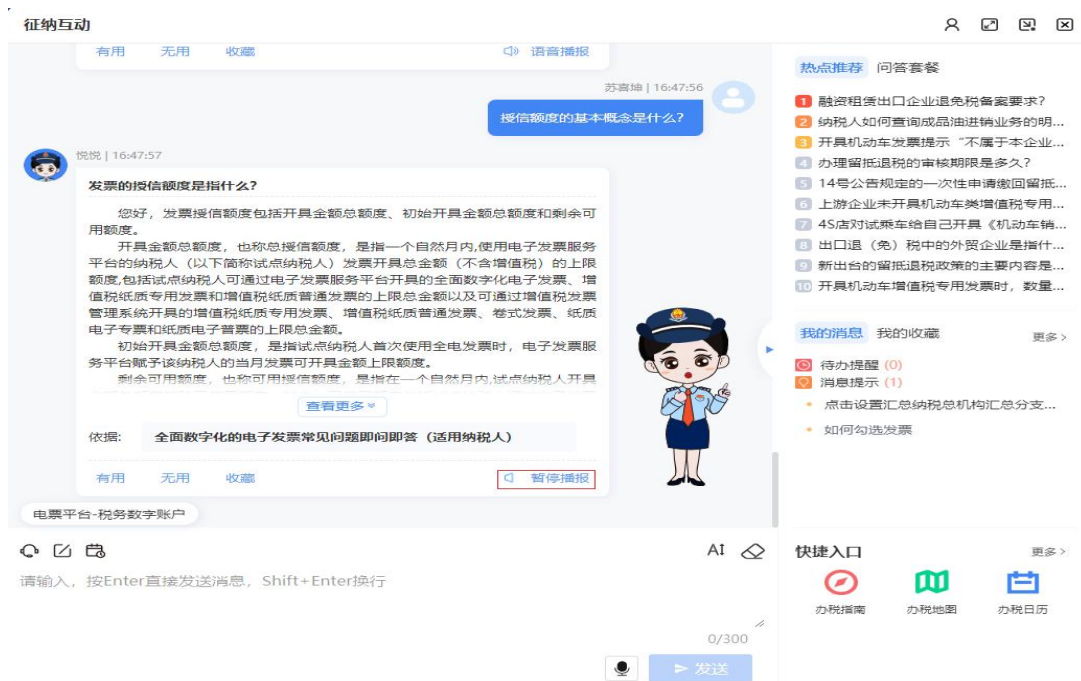 征纳互动
有用 无用 收藏 语音播报
苏喜坤 | 16:47:56
授信额度的基本概念是什么?
悦悦 | 16:47:57
发票的授信额度是指什么?
您好，发票授信额度包括开具金额总额度、初始开具金额总额度和剩余可
用额度。
开具金额总额度，也称总授信额度，是指一个自然月内,使用电子发票服务
平台的纳税人（以下简称试点纳税人）发票开具总金额（不含增值税）的上限
额度,包括试点纳税人可通过电子发票服务平台开具的全面数字化电子发票、增
值税纸质专用发票和增值税纸质普通发票的上限总金额以及可通过增值税发票
管理系统开具的增值税纸质专用发票、增值税纸质普通发票、卷式发票、纸质
电子专票和纸质电子普票的上限总金额。
初始开具金额总额度，是指试点纳税人首次使用全电发票时，电子发票服
务平台赋予该纳税人的当月发票可开具金额上限额度。
剩余可用额度，也称可用授信额度，是指在一个自然月内,试点纳税人开具
查看更多
依据: 全面数字化的电子发票常见问题即问即答（适用纳税人）
有用 无用 收藏 暂停播报
电票平台-税务数字账户
请输入，按Enter直接发送消息，Shift+Enter换行
0/300
发送
热点推荐 问答套餐
1 融资租赁出口企业退免税备案要求?
2 纳税人如何查询成品油进销业务的明...
3 开具机动车发票提示“不属于本企业...
4 办理留抵退税的审核期限是多久?
5 14号公告规定的一次性申请缴回留抵...
6 上游企业未开具机动车类增值税专用...
7 4S店对试乘车给自己开具《机动车销...
8 出口退（免）税中的外贸企业是指什...
9 新出台的留抵退税政策的主要内容是...
10 开具机动车增值税专用发票时，数量...
我的消息 我的收藏 更多>
待办提醒 (0)
消息提示 (1)
点击设置汇总纳税总机构汇总分支...
如何勾选发票
快捷入口 更多>
办税指南 办税地图 办税日历